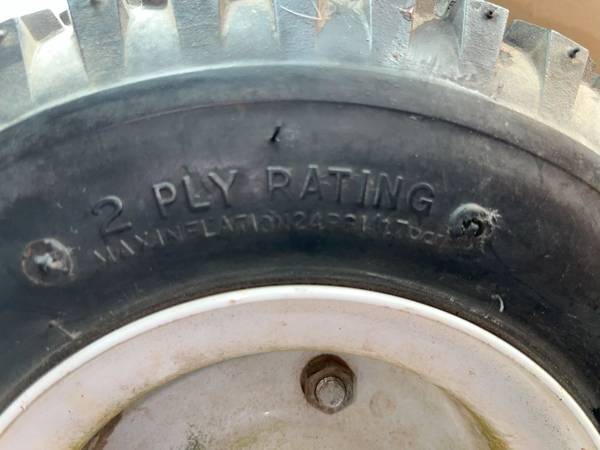 2 PLY RATING
MAX INFLATION 24 PSI